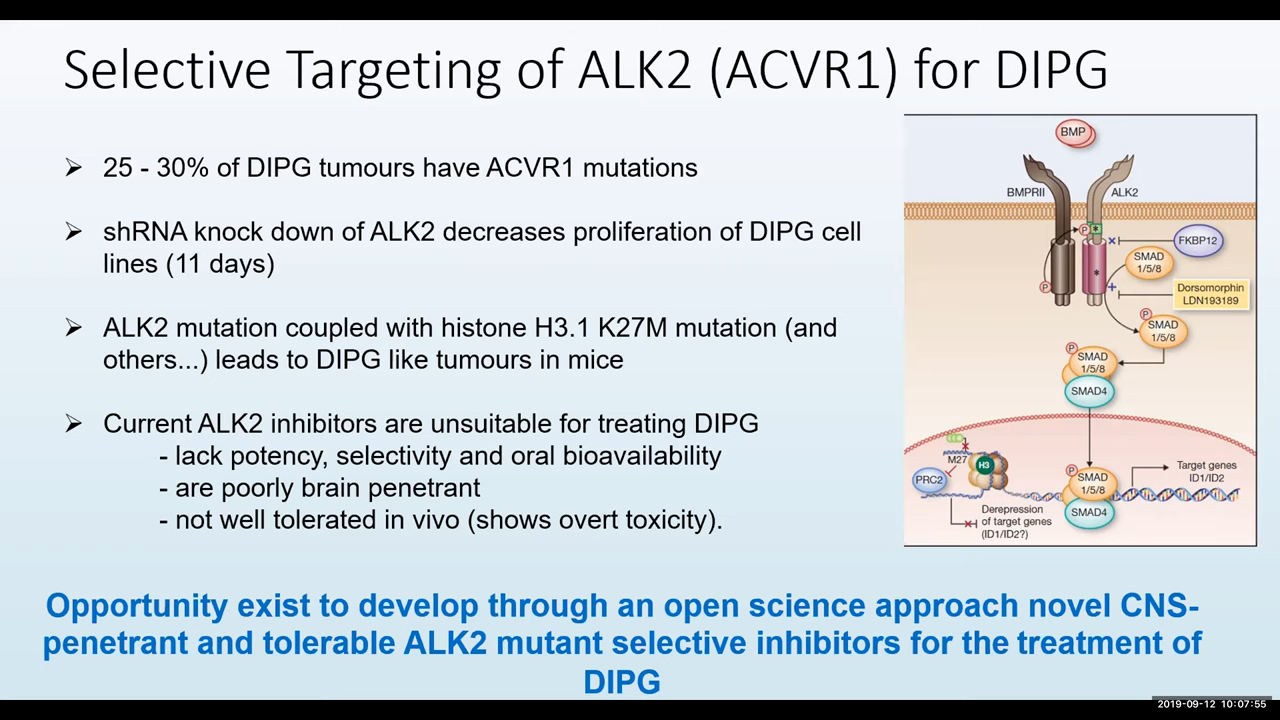 Selective Targeting of ALK2 (ACVR1) for DIPG
➢ 25 - 30% of DIPG tumours have ACVR1 mutations
➢ shRNA knock down of ALK2 decreases proliferation of DIPG cell
lines (11 days)
➢ ALK2 mutation coupled with histone H3.1 K27M mutation (and
others...) leads to DIPG like tumours in mice
➢ Current ALK2 inhibitors are unsuitable for treating DIPG
- lack potency, selectivity and oral bioavailability
- are poorly brain penetrant
- not well tolerated in vivo (shows overt toxicity).
BMP
BMPRII
ALK2
P
*
FKBP12
SMAD
1/5/8
*
P
Dorsomorphin
LDN193189
P
SMAD
1/5/8
P
SMAD
1/5/8
SMAD4
M27
H3
PRC2
P
SMAD
1/5/8
SMAD4
Target genes
ID1/ID2
Derepression
of target genes
(ID1/ID2?)
Opportunity exist to develop through an open science approach novel CNS-
penetrant and tolerable ALK2 mutant selective inhibitors for the treatment of
DIPG
2019-09-12 10:07:55